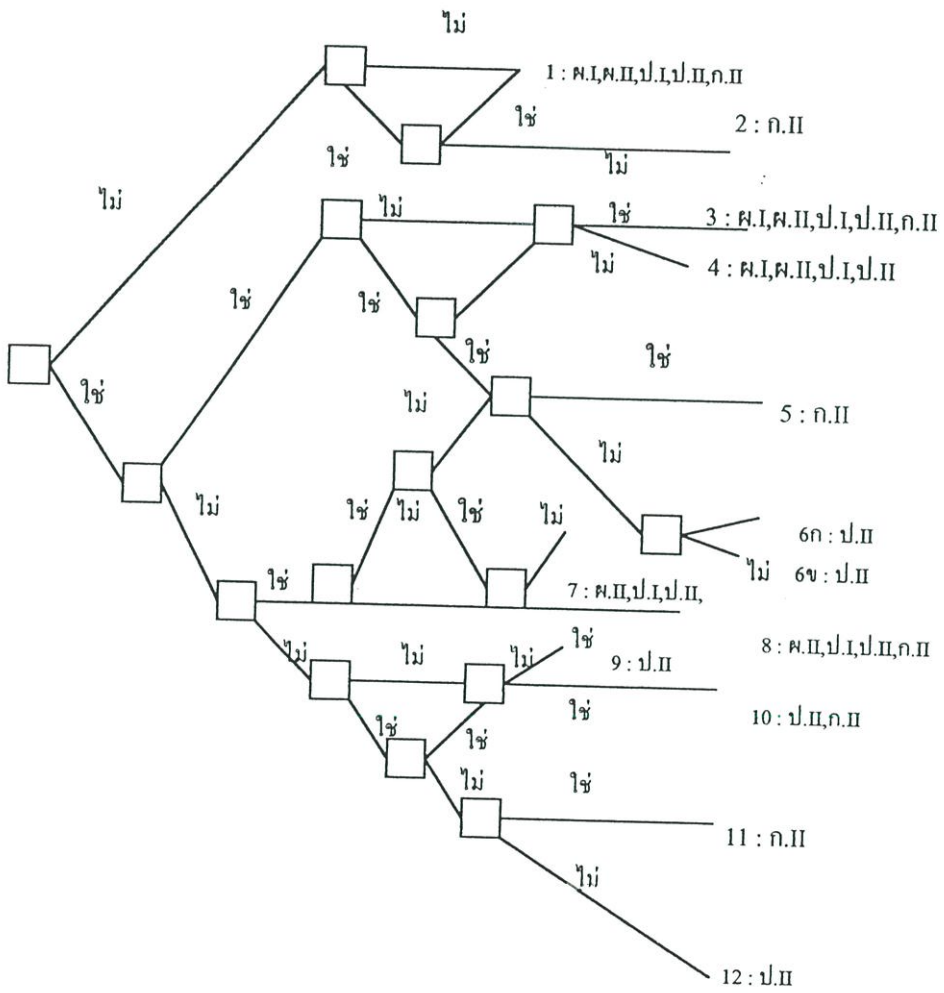 ไม่
1 : ผ.I,ผ.II,ป.I,ป.II,ก.II
ใช่
2 : ก.II
ใช่
ไม่
ไม่
ไม่
ใช่
3 : ผ.I,ผ.II,ป.I,ป.II,ก.II
ไม่
4 : ผ.I,ผ.II,ป.I,ป.II
ใช่
ใช่
ใช่
ใช่
ใช่
ไม่
5 : ก.II
ไม่
ไม่
ใช่
ไม่
ใช่
ไม่
6ก : ป.II
ไม่
6ข : ป.II
ใช่
7 : ผ.II,ป.I,ป.II,
ไม่
ไม่
ไม่
ใช่
9 : ป.II
8 : ผ.II,ป.I,ป.II,ก.II
ใช่
ใช่
ใช่
10 : ป.II,ก.II
ไม่
ใช่
11 : ก.II
ไม่
12 : ป.II